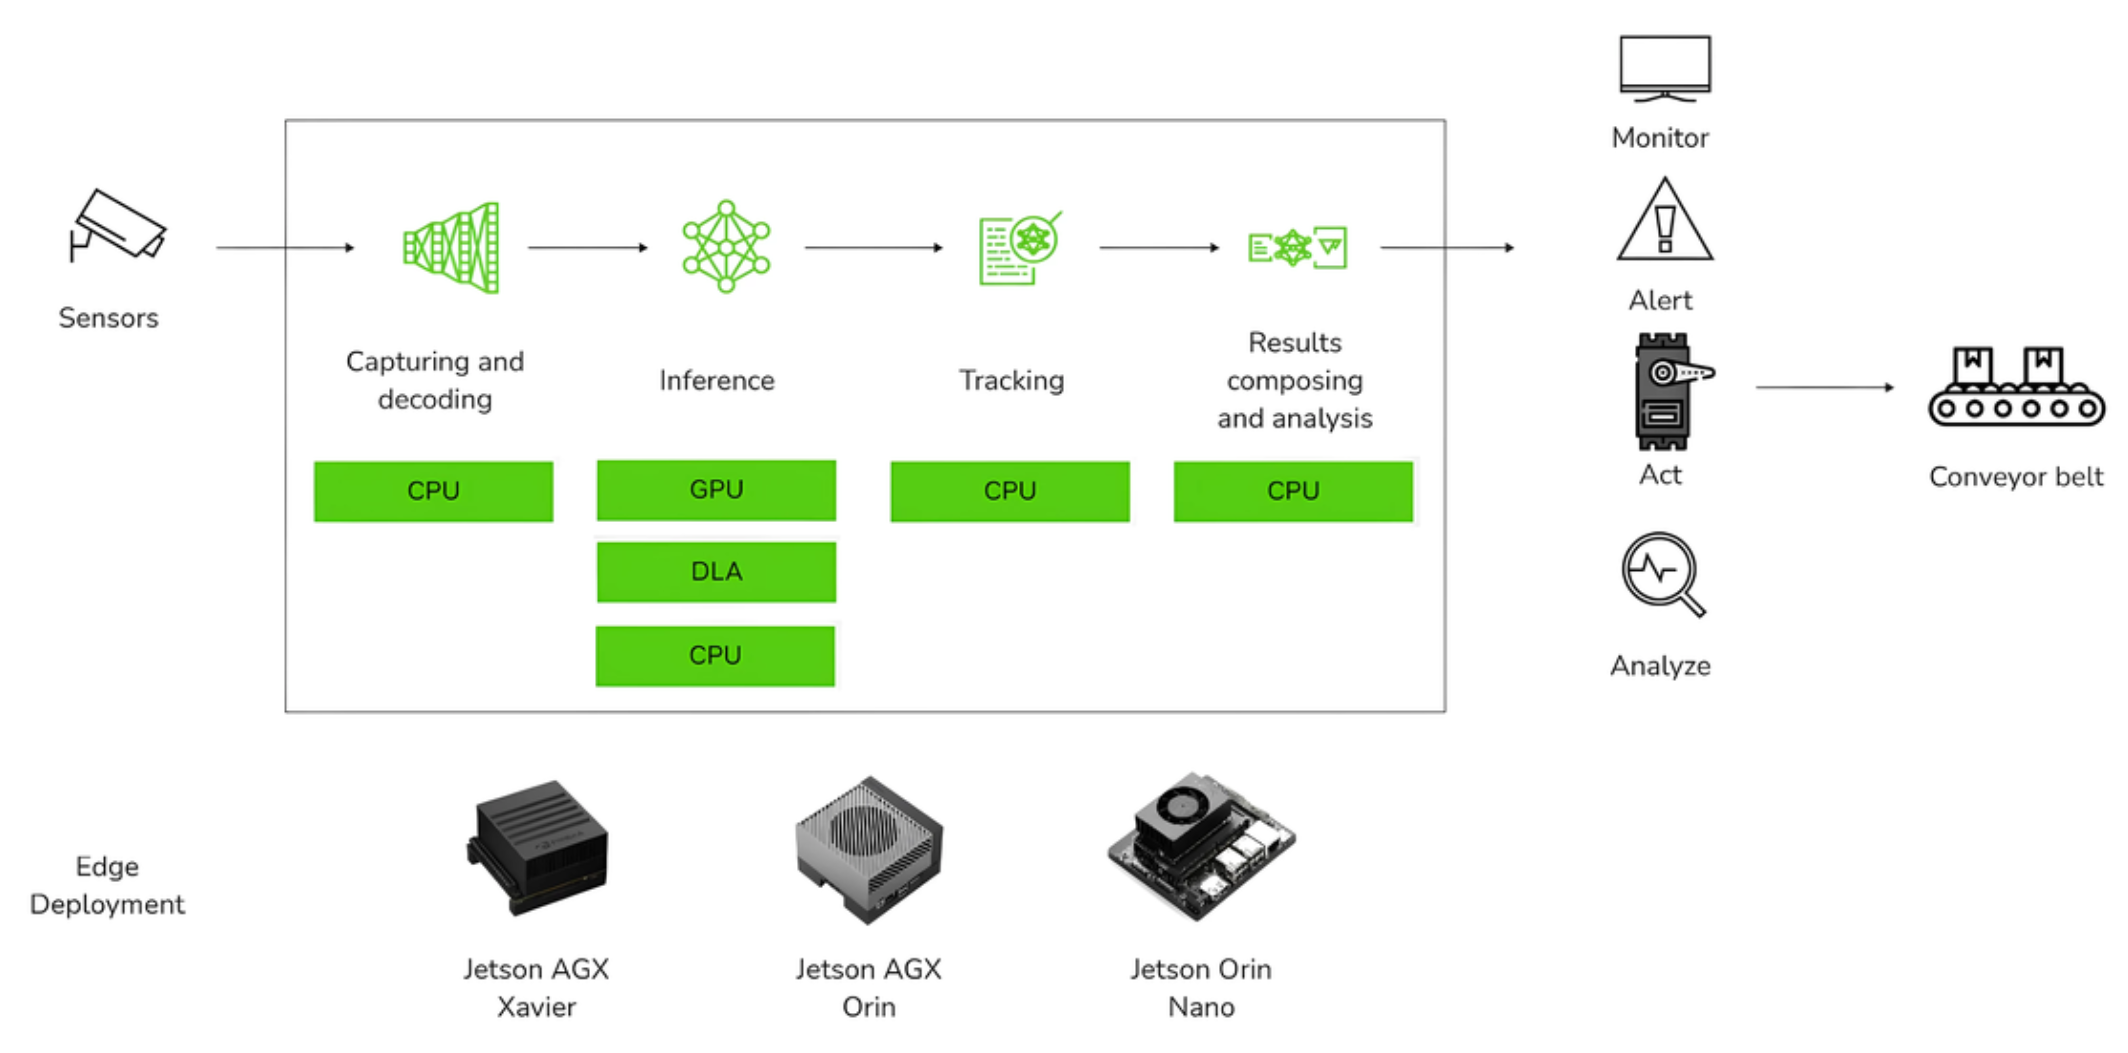 Monitor
Sensors
Alert
Capturing and
decoding
Inference
Tracking
Results
composing
and analysis
Act
Conveyor belt
CPU
GPU
CPU
CPU
DLA
CPU
Analyze
Edge
Deployment
Jetson AGX
Xavier
Jetson AGX
Orin
Jetson Orin
Nano